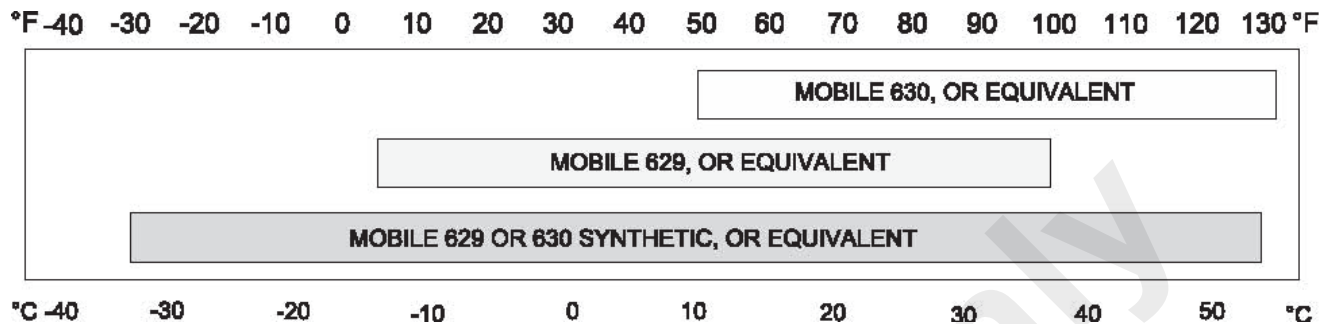 °F -40 -30 -20 -10 0 10 20 30 40 50 60 70 80 90 100 110 120 130 °F
MOBILE 630, OR EQUIVALENT
MOBILE 629, OR EQUIVALENT
MOBILE 629 OR 630 SYNTHETIC, OR EQUIVALENT
°C -40 -30 -20 -10 0 10 20 30 40 50 °C